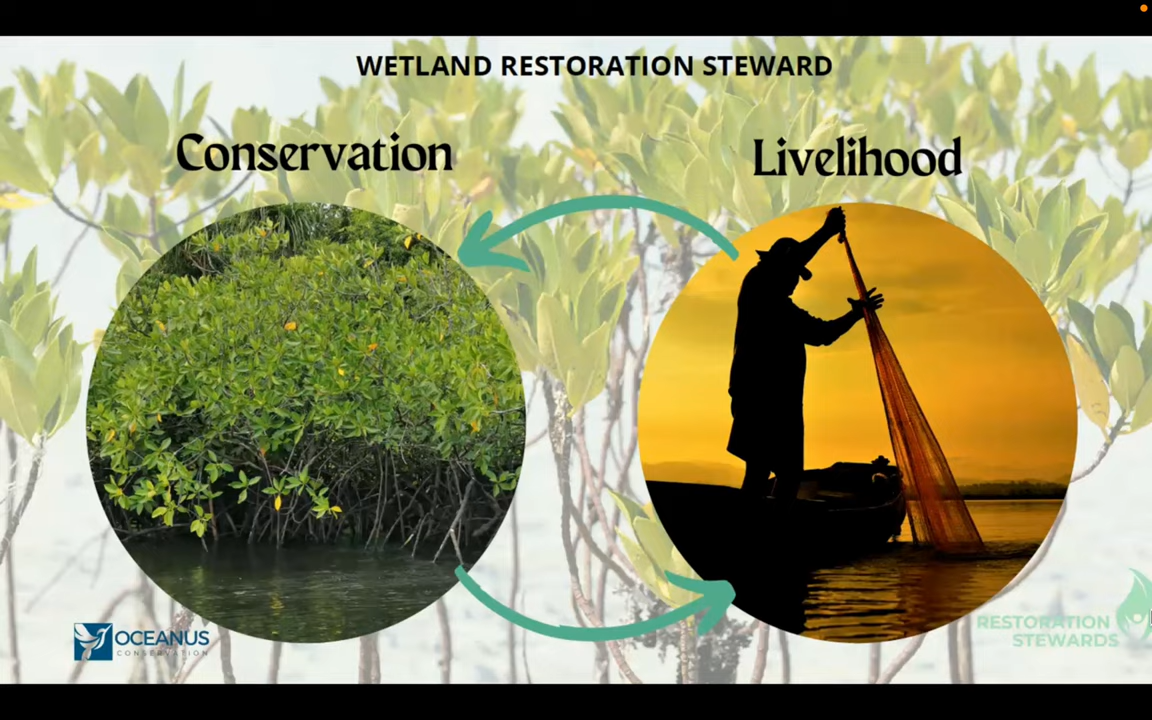 WETLAND RESTORATION STEWARD
Conservation
Livelihood
OCEANUS
CONSERVATION
RESTORATION
STEWARDS